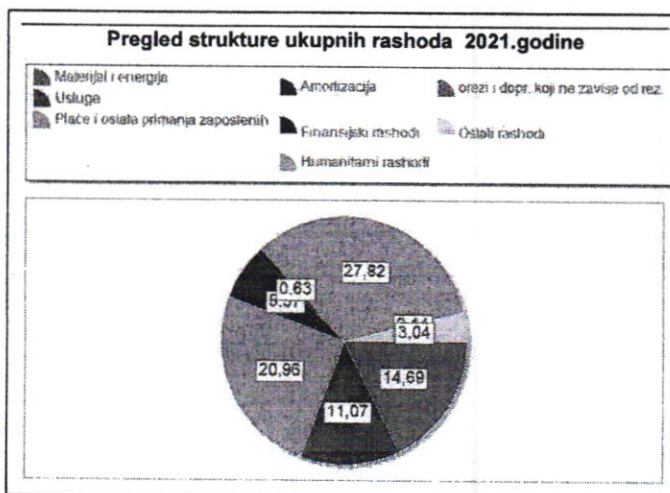 Pregled strukture ukupnih rashoda 2021.godine
Materijal i energija
Usluge
Plaće i ostala primanja zaposlenih
Amortizacija
Finansijski rashodi
Humanitarni rashodi
orezi i dopr. koji ne zavise od rez.
Ostali rashodi
27,82
0,63
3,04
20,96
14,69
11,07